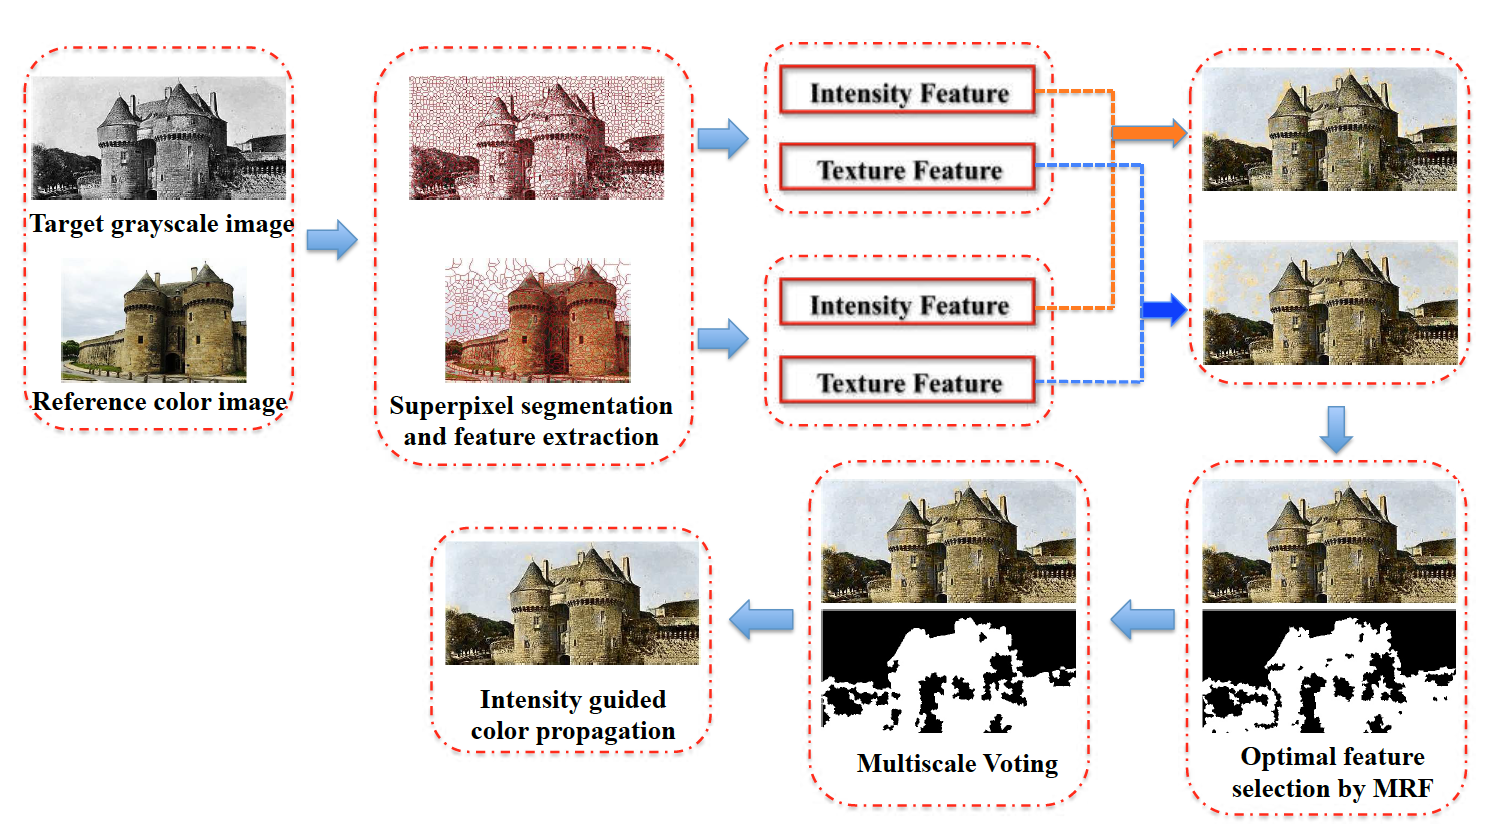 Target grayscale image
Reference color image
Superpixel segmentation
and feature extraction
Intensity Feature
Texture Feature
Intensity Feature
Texture Feature
Optimal feature
selection by MRF
Multiscale Voting
Intensity guided
color propagation